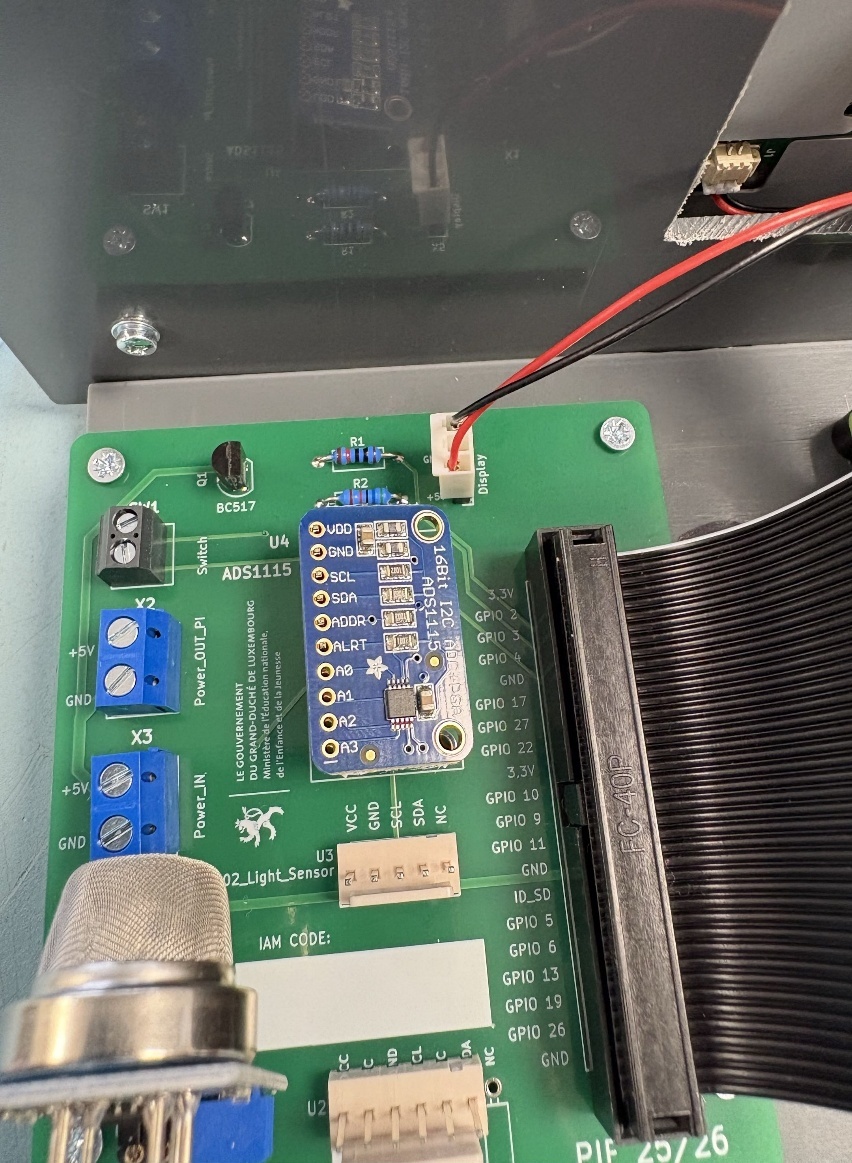 R1
R2
Q1
BC517
Display
+5
SW1
Switch
U4
ADS1115
VDD
GND
SCL
SDA
ADDR
ALRT
A0
A1
A2
A3
16Bit I2C ADC+PGA
ADS1115
X2
+5V
GND
Power_OUT_PI
X3
+5V
GND
Power_IN
LE GOUVERNEMENT
DU GRAND-DUCHÉ DE LUXEMBOURG
Ministère de l'Éducation nationale,
de l'Enfance et de la Jeunesse
3.3V
GPIO 2
GPIO 3
GPIO 4
GND
GPIO 17
GPIO 27
GPIO 22
3.3V
GPIO 10
GPIO 9
GPIO 11
GND
ID_SD
GPIO 5
GPIO 6
GPIO 13
GPIO 19
GPIO 26
GND
FC-40P
VCC
GND
SCL
SDA
NC
U3
02_Light_Sensor
IAM CODE:
NC
U2
PIF 25/26